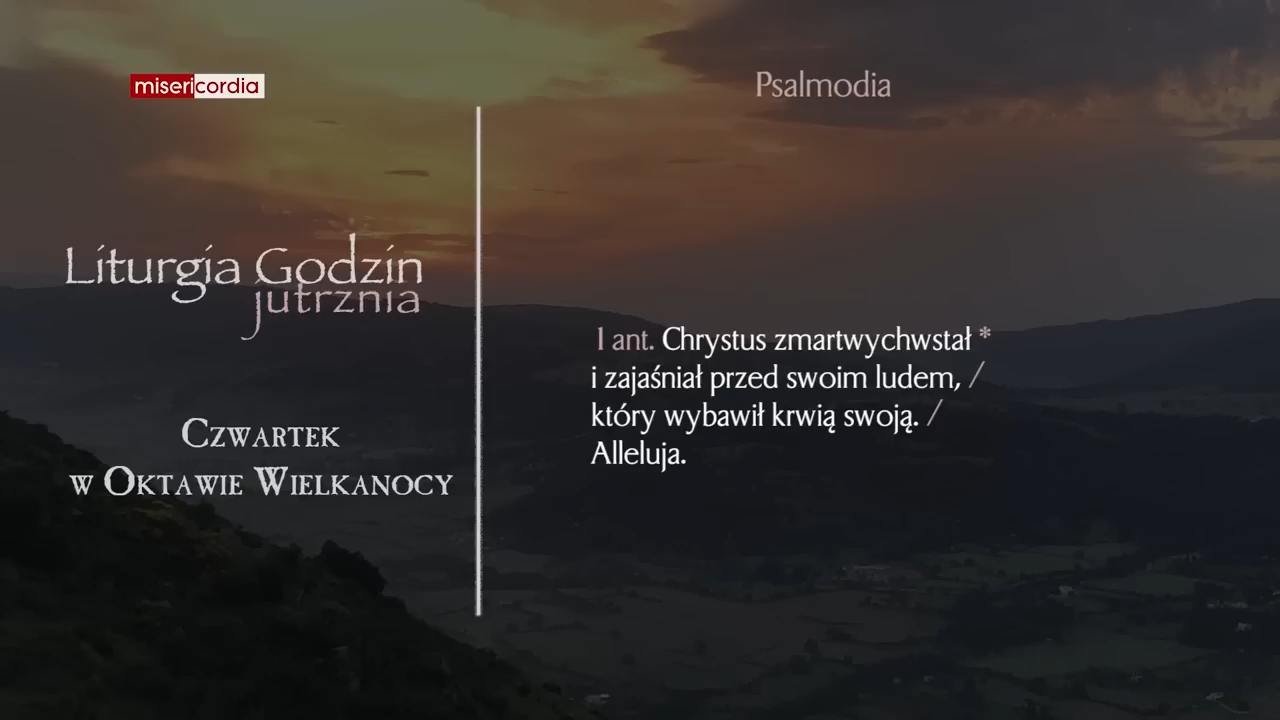 misericordia
Psalmodia
Liturgia Godzin
jutrznia
Czwartek
w Oktawie Wielkanocy
1 ant. Chrystus zmartwychwstał *
i zajaśniał przed swoim ludem, /
który wybawił krwią swoją. /
Alleluja.